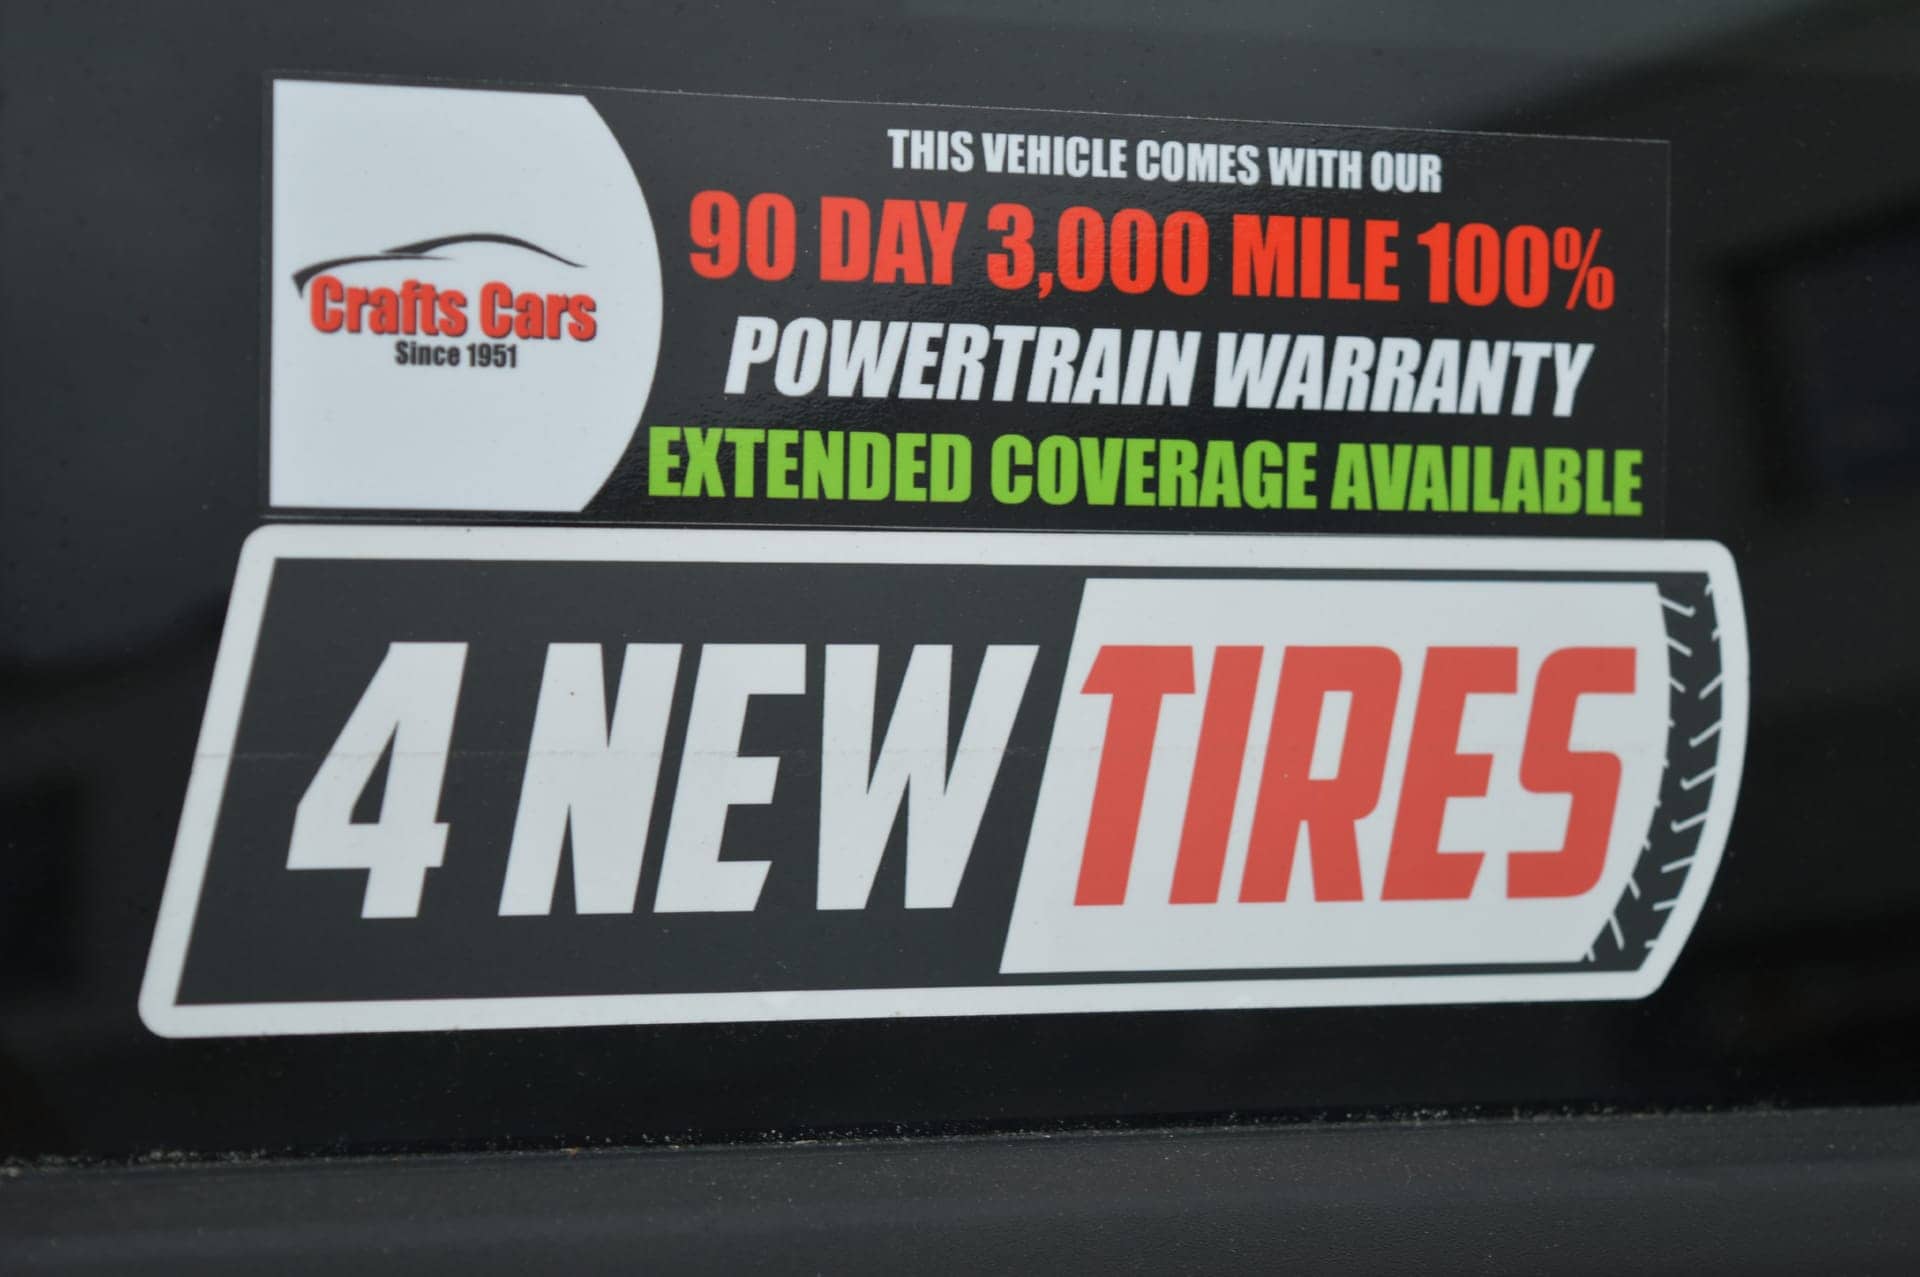 Crafts Cars
Since 1951
THIS VEHICLE COMES WITH OUR
90 DAY 3,000 MILE 100%
POWERTRAIN WARRANTY
EXTENDED COVERAGE AVAILABLE
4 NEW TIRES